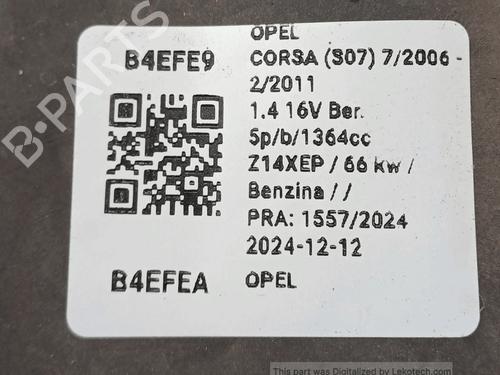 OPEL
B4EFE9
CORSA (S07) 7/2006 -
2/2011
1.4 16V Ber.
5p/b/1364cc
Z14XEP / 66 kw /
Benzina / /
PRA: 1557/2024
2024-12-12
B4EFEA
OPEL
B-PARTS
This part was Digitalized by Lekotech.com